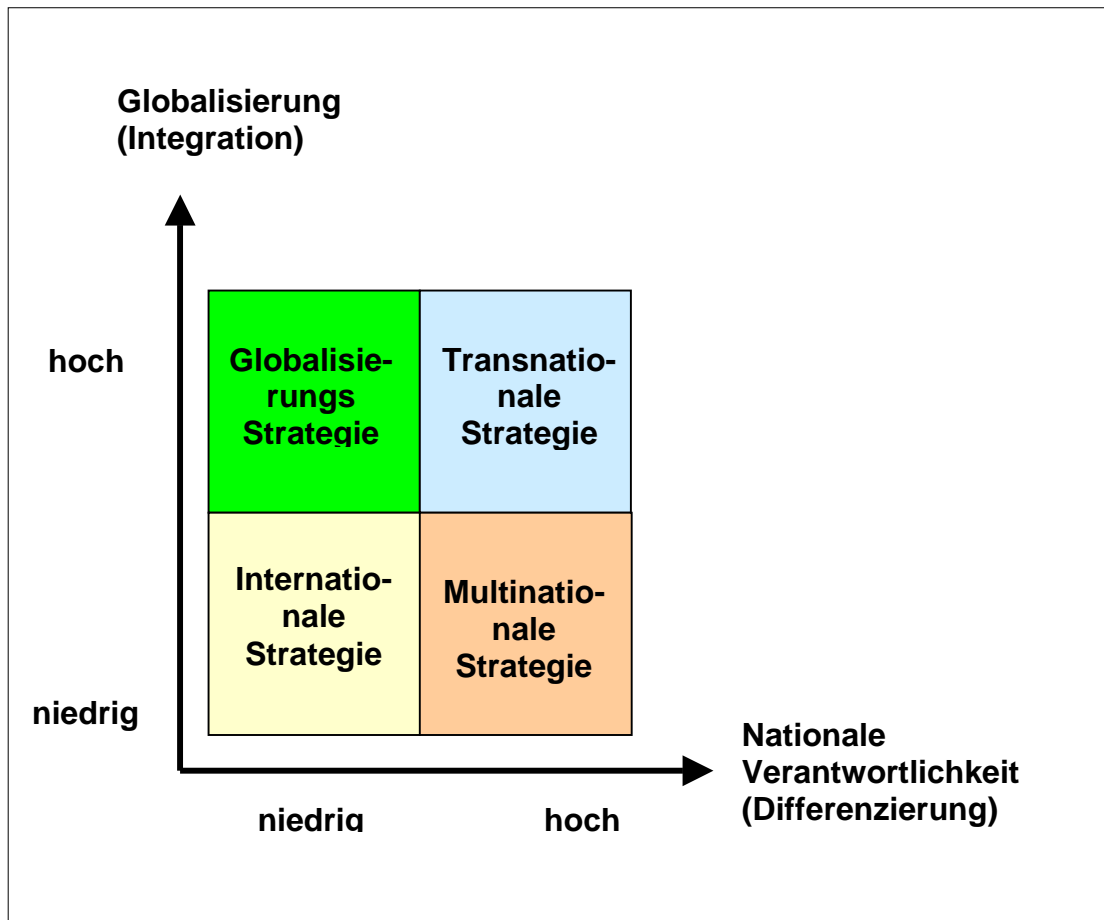 Globalisierung
(Integration)
hoch
Globalisie-
rungs
Strategie
Transnatio-
nale
Strategie
Internatio-
nale
Strategie
Multinatio-
nale
Strategie
niedrig
Nationale
Verantwortlichkeit
(Differenzierung)
niedrig
hoch